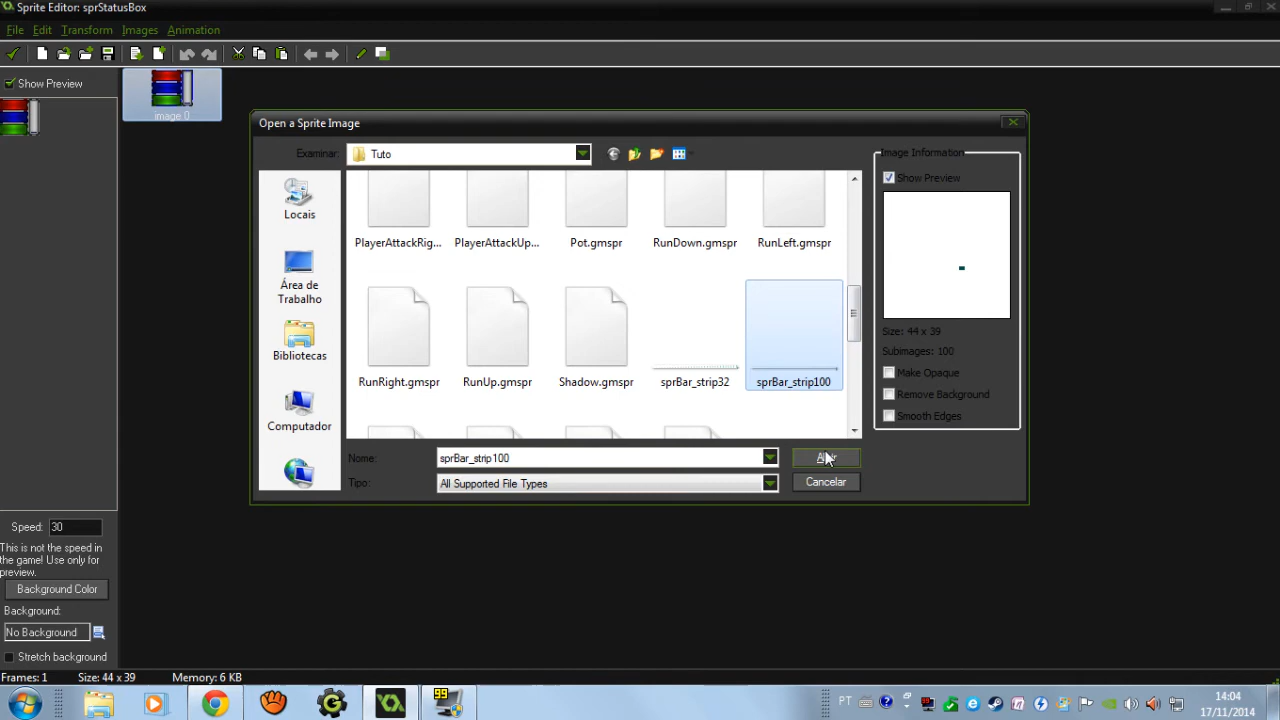 Sprite Editor: sprStatusBox
File Edit Transform Images Animation
Show Preview
image 0
Open a Sprite Image
Examinar: Tuto
Locais
Área de Trabalho
Bibliotecas
Computador
PlayerAttackRig... PlayerAttackUp... Pot.gmspr RunDown.gmspr RunLeft.gmspr
RunRight.gmspr RunUp.gmspr Shadow.gmspr sprBar_strip32 sprBar_strip100
Nome: sprBar_strip100
Tipo: All Supported File Types
Cancelar
Image Information
Show Preview
Size: 44 x 39
Subimages: 100
Make Opaque
Remove Background
Smooth Edges
Speed: 30
This is not the speed in
the game! Use only for
preview.
Background Color
Background:
No Background
Stretch background
Frames: 1 Size: 44 x 39 Memory: 6 KB
99
PT
14:04
17/11/2014